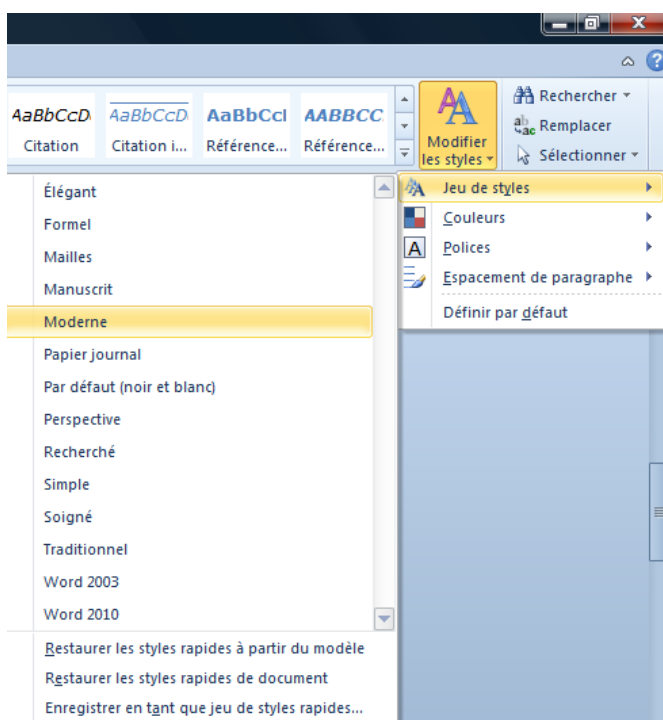 AaBbCcD AaBbCcD AaBbCcI AABBCC
Citation Citation i... Référence... Référence...
Modifier
les styles
Rechercher
Remplacer
Sélectionner
Jeu de styles
Couleurs
Polices
Espacement de paragraphe
Définir par défaut
Élégant
Formel
Mailles
Manuscrit
Moderne
Papier journal
Par défaut (noir et blanc)
Perspective
Recherché
Simple
Soigné
Traditionnel
Word 2003
Word 2010
Restaurer les styles rapides à partir du modèle
Restaurer les styles rapides de document
Enregistrer en tant que jeu de styles rapides...